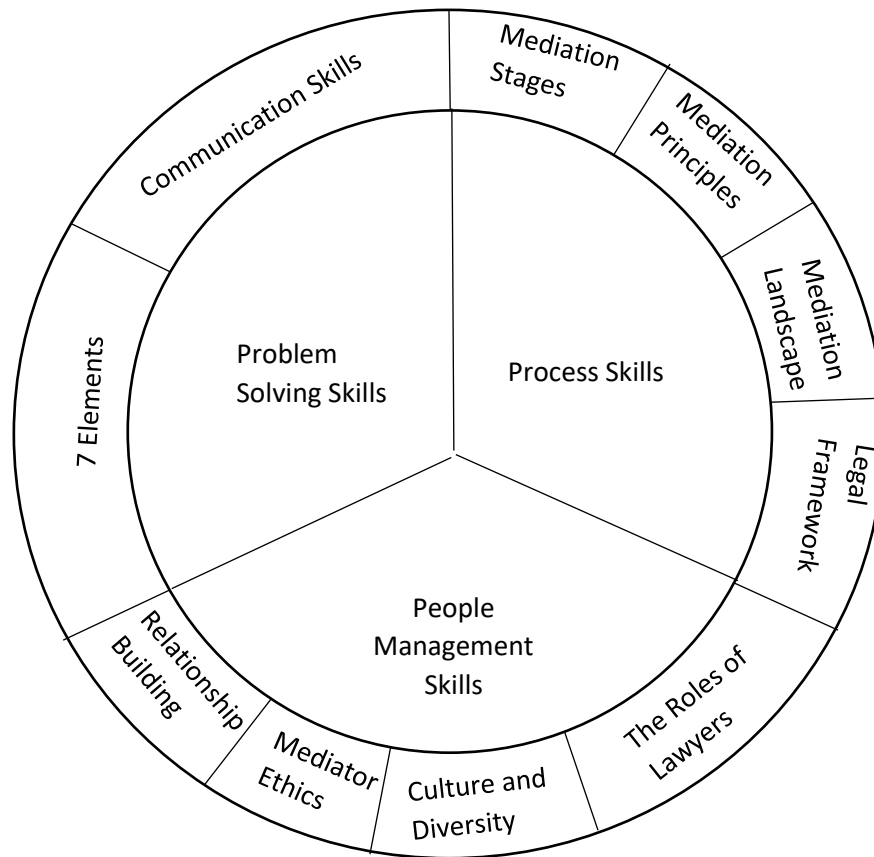 Mediation
Stages
Mediation
Principles
Mediation
Landscape
Legal
Framework
The Roles of
Lawyers
Culture and
Diversity
Mediator
Ethics
Relationship
Building
7 Elements
Communication Skills
Problem
Solving Skills
Process Skills
People
Management
Skills